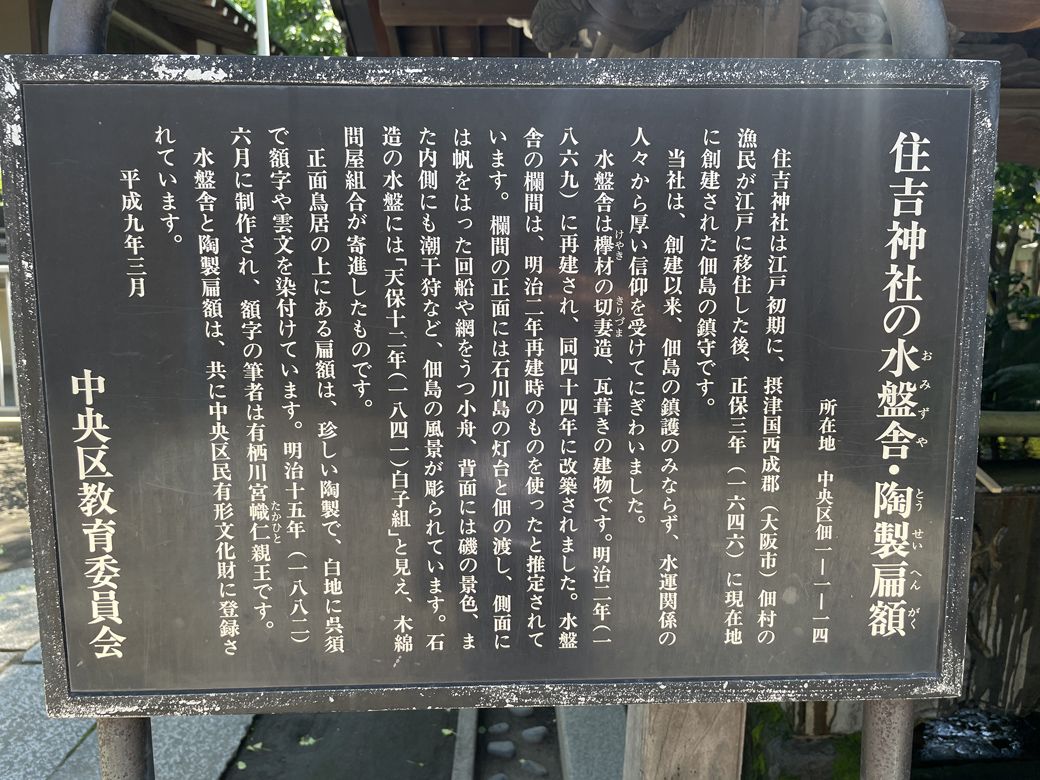 住吉神社の水盤舎・陶製扁額
所在地　中央区佃一ー一ー一四
住吉神社は江戸初期に、摂津国西成郡（大阪市）佃村の
漁民が江戸に移住した後、正保三年（一六四六）に現在地
に創建された佃島の鎮守です。
当社は、創建以来、佃島の鎮護のみならず、水運関係の
人々から厚い信仰を受けてにぎわいました。
水盤舎は欅材の切妻造、瓦葺きの建物です。明治二年（一
八六九）に再建され、同四十四年に改築されました。水盤
舎の欄間は、明治二年再建時のものを使ったと推定されて
います。欄間の正面には石川島の灯台と佃の渡し、側面に
は帆をはった回船や網をうつ小舟、背面には磯の景色、ま
た内側にも潮干狩など、佃島の風景が彫られています。石
造の水盤には「天保十二年（一八四一）白子組」と見え、木綿
問屋組合が寄進したものです。
正面鳥居の上にある扁額は、珍しい陶製で、白地に呉須
で額字や雲文を染付けています。明治十五年（一八八二）
六月に制作され、額字の筆者は有栖川宮幟仁親王です。
水盤舎と陶製扁額は、共に中央区民有形文化財に登録さ
れています。
平成九年三月
中央区教育委員会